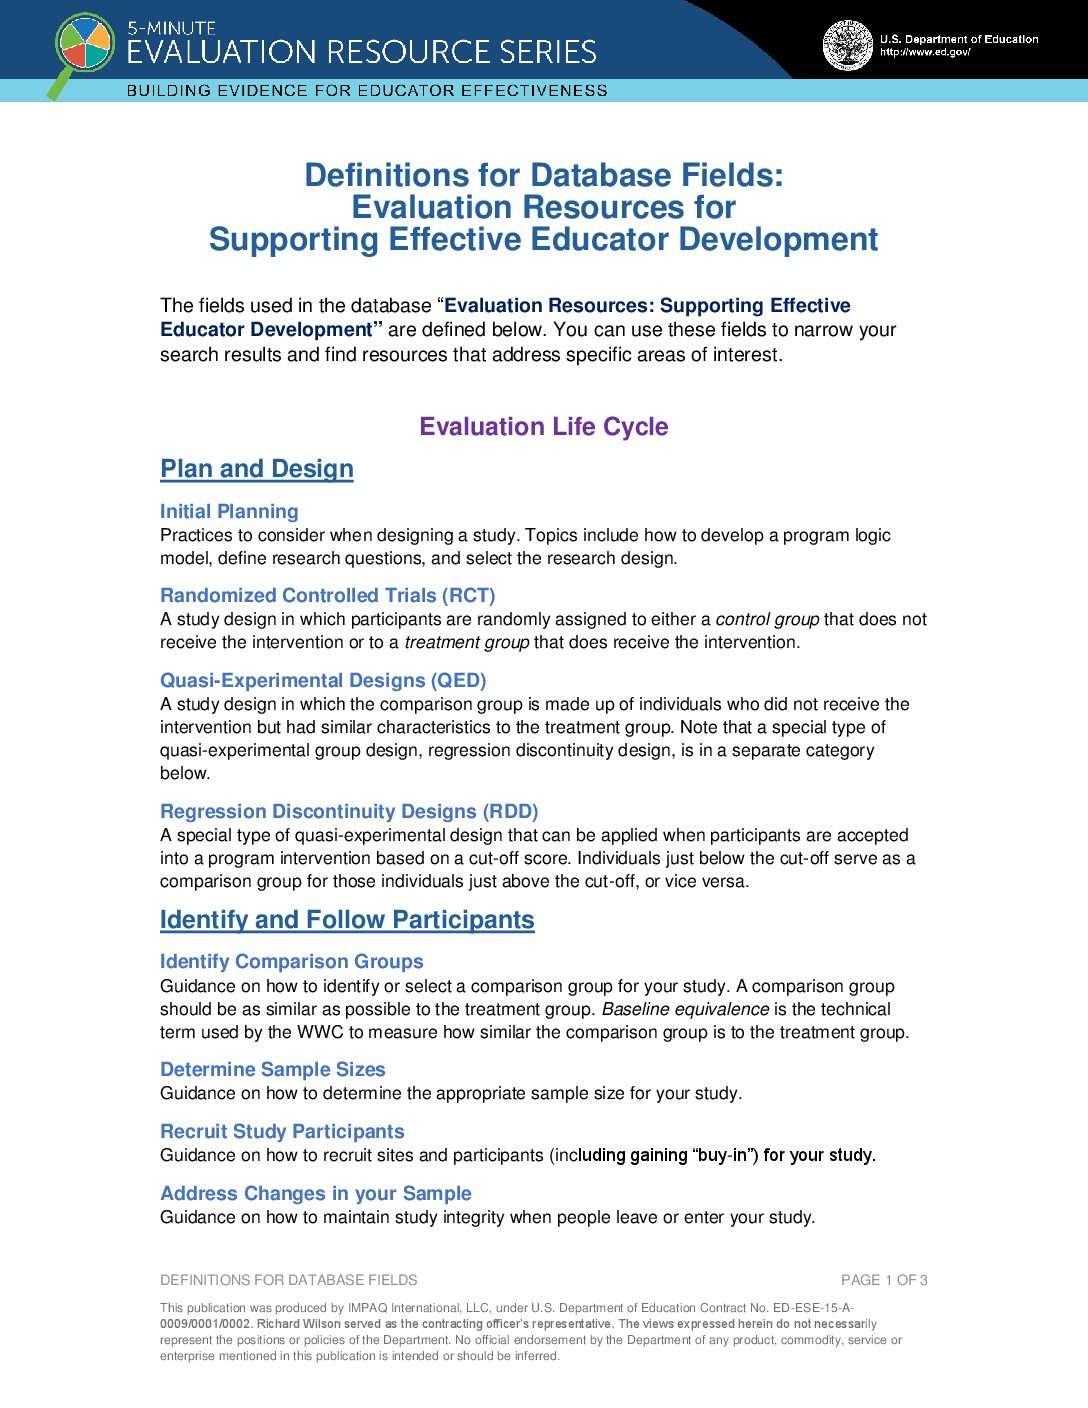 5-MINUTE
EVALUATION RESOURCE SERIES
BUILDING EVIDENCE FOR EDUCATOR EFFECTIVENESS
U.S. Department of Education
http://www.ed.gov/
Definitions for Database Fields:
Evaluation Resources for
Supporting Effective Educator Development
The fields used in the database “Evaluation Resources: Supporting Effective
Educator Development” are defined below. You can use these fields to narrow your
search results and find resources that address specific areas of interest.
Evaluation Life Cycle
Plan and Design
Initial Planning
Practices to consider when designing a study. Topics include how to develop a program logic
model, define research questions, and select the research design.
Randomized Controlled Trials (RCT)
A study design in which participants are randomly assigned to either a control group that does not
receive the intervention or to a treatment group that does receive the intervention.
Quasi-Experimental Designs (QED)
A study design in which the comparison group is made up of individuals who did not receive the
intervention but had similar characteristics to the treatment group. Note that a special type of
quasi-experimental group design, regression discontinuity design, is in a separate category
below.
Regression Discontinuity Designs (RDD)
A special type of quasi-experimental design that can be applied when participants are accepted
into a program intervention based on a cut-off score. Individuals just below the cut-off serve as a
comparison group for those individuals just above the cut-off, or vice versa.
Identify and Follow Participants
Identify Comparison Groups
Guidance on how to identify or select a comparison group for your study. A comparison group
should be as similar as possible to the treatment group. Baseline equivalence is the technical
term used by the WWC to measure how similar the comparison group is to the treatment group.
Determine Sample Sizes
Guidance on how to determine the appropriate sample size for your study.
Recruit Study Participants
Guidance on how to recruit sites and participants (including gaining “buy-in”) for your study.
Address Changes in your Sample
Guidance on how to maintain study integrity when people leave or enter your study.
DEFINITIONS FOR DATABASE FIELDS PAGE 1 OF 3
This publication was produced by IMPAQ International, LLC, under U.S. Department of Education Contract No. ED-ESE-15-A-
0009/0001/0002. Richard Wilson served as the contracting officer’s representative. The views expressed herein do not necessarily
represent the positions or policies of the Department. No official endorsement by the Department of any product, commodity, service or
enterprise mentioned in this publication is intended or should be inferred.